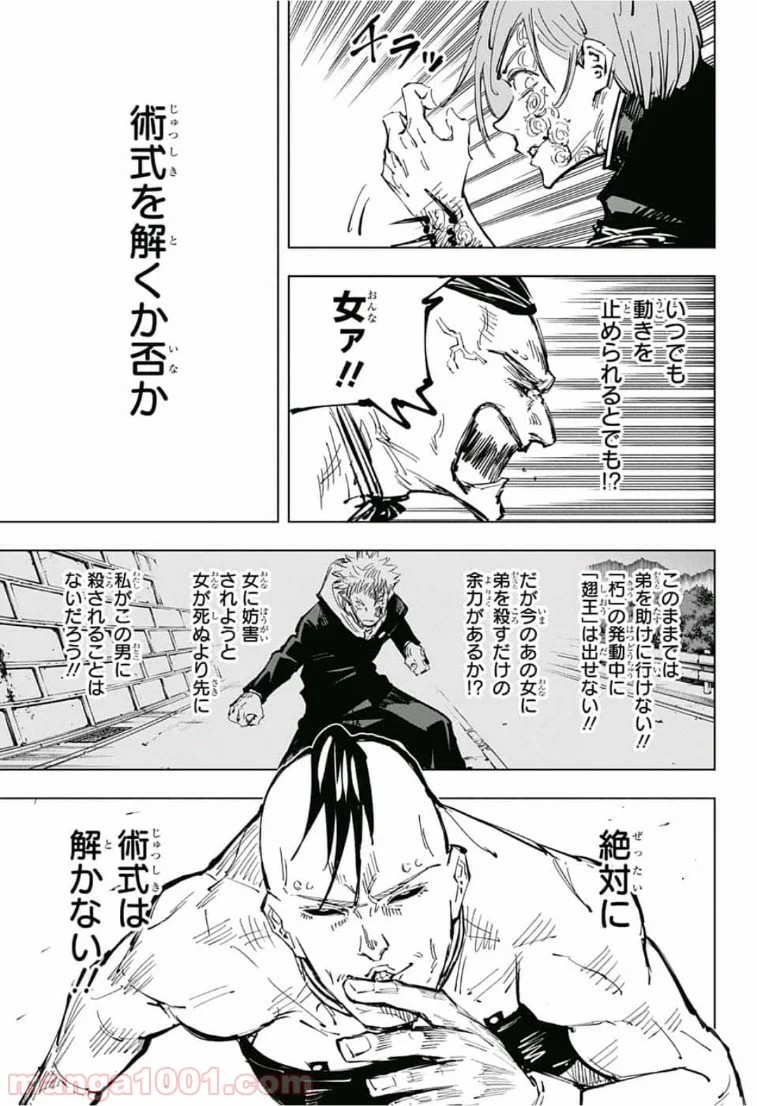 チラッ
いつでも
動きを
止められるとでも!?
女ァ!!
術式を解くか否か
このままでは
弟を助けに行けない!!
「朽」の発動中に
「翅王」は出せない!!
だが今のあの女に
弟を殺すだけの
余力があるか!?
女に妨害
されようと
女が死ぬより先に
私がこの男に
殺されることは
ないだろう!!
絶対に
術式は
解かない!!
manga1001.com